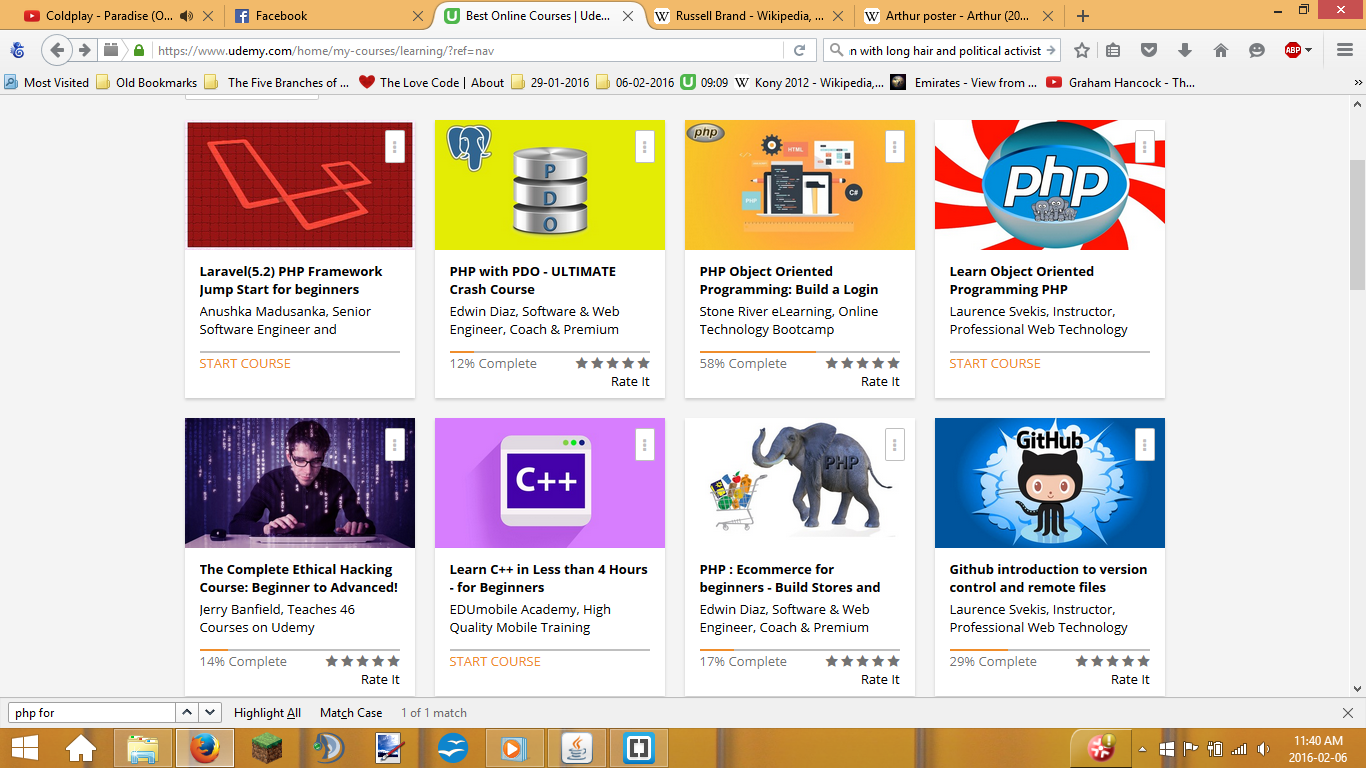 Coldplay - Paradise (O...
Facebook
Best Online Courses | Ude...
Russell Brand - Wikipedia, ...
Arthur poster - Arthur (20...
https://www.udemy.com/home/my-courses/learning/?ref=nav
n with long hair and political activist
ABP
Most Visited
Old Bookmarks
The Five Branches of ...
The Love Code | About
29-01-2016
06-02-2016
09:09
Kony 2012 - Wikipedia,...
Emirates - View from ...
Graham Hancock - Th...
P
D
O
php
HTML
PHP
C#
php
Laravel(5.2) PHP Framework
Jump Start for beginners
Anushka Madusanka, Senior
Software Engineer and
START COURSE
PHP with PDO - ULTIMATE
Crash Course
Edwin Diaz, Software & Web
Engineer, Coach & Premium
12% Complete
Rate It
PHP Object Oriented
Programming: Build a Login
Stone River eLearning, Online
Technology Bootcamp
58% Complete
Rate It
Learn Object Oriented
Programming PHP
Laurence Svekis, Instructor,
Professional Web Technology
START COURSE
C++
PHP
GitHub
The Complete Ethical Hacking
Course: Beginner to Advanced!
Jerry Banfield, Teaches 46
Courses on Udemy
14% Complete
Rate It
Learn C++ in Less than 4 Hours
- for Beginners
EDUmobile Academy, High
Quality Mobile Training
START COURSE
PHP : Ecommerce for
beginners - Build Stores and
Edwin Diaz, Software & Web
Engineer, Coach & Premium
17% Complete
Rate It
Github introduction to version
control and remote files
Laurence Svekis, Instructor,
Professional Web Technology
29% Complete
Rate It
php for
Highlight All
Match Case
1 of 1 match
11:40 AM
2016-02-06